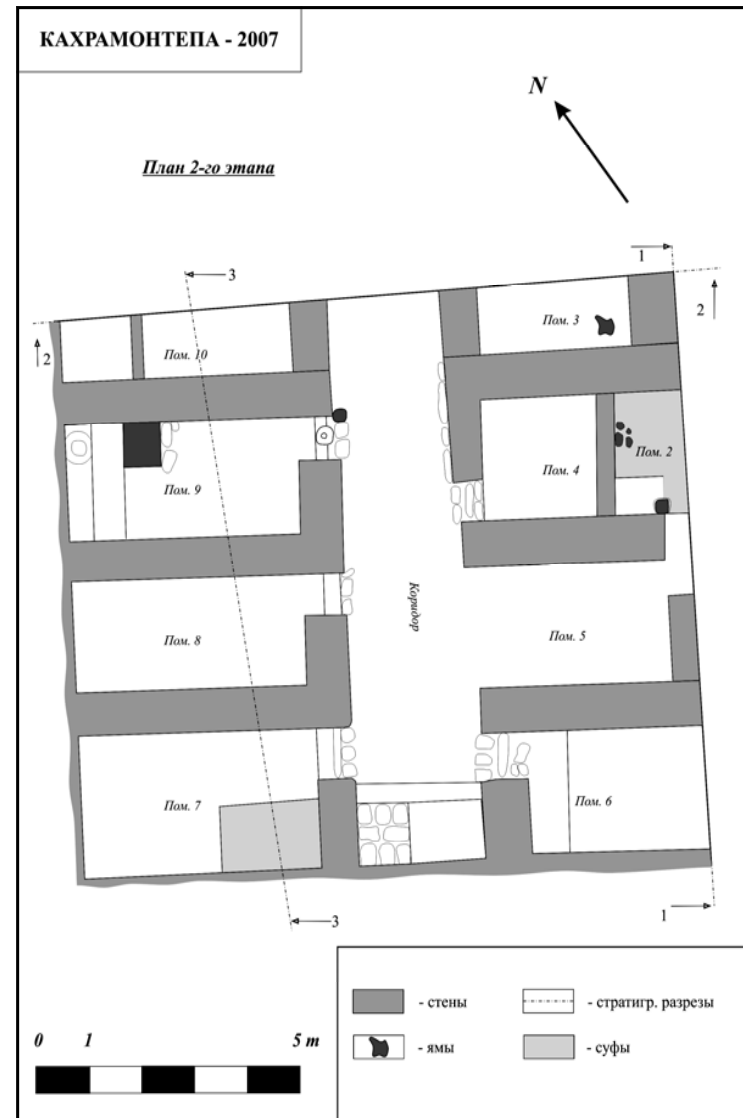 КАХРАМОНТЕПА - 2007
N
План 2-го этапа
1
3
2
Пом. 3
2
Пом. 10
Пом. 2
Пом. 4
Пом. 9
Коридор
Пом. 5
Пом. 8
Пом. 7
Пом. 6
1
3
- стены
- стратигр. разрезы
0 1 5 m
- ямы
- суфы